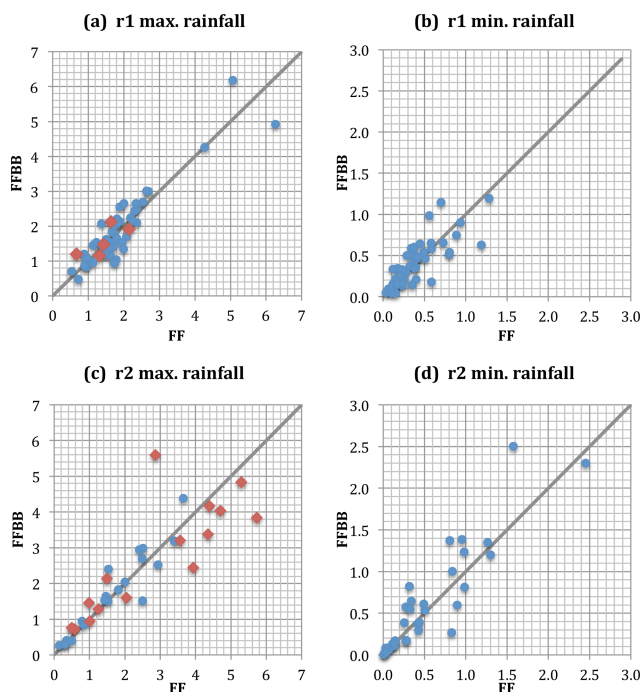 (a) r1 max. rainfall
7
6
5
4
3
2
1
0
FFBB
0 1 2 3 4 5 6 7
FF
(b) r1 min. rainfall
3.0
2.5
2.0
1.5
1.0
0.5
0.0
FFBB
0.0 0.5 1.0 1.5 2.0 2.5 3.0
FF
(c) r2 max. rainfall
7
6
5
4
3
2
1
0
FFBB
0 1 2 3 4 5 6 7
FF
(d) r2 min. rainfall
3.0
2.5
2.0
1.5
1.0
0.5
0.0
FFBB
0.0 0.5 1.0 1.5 2.0 2.5 3.0
FF